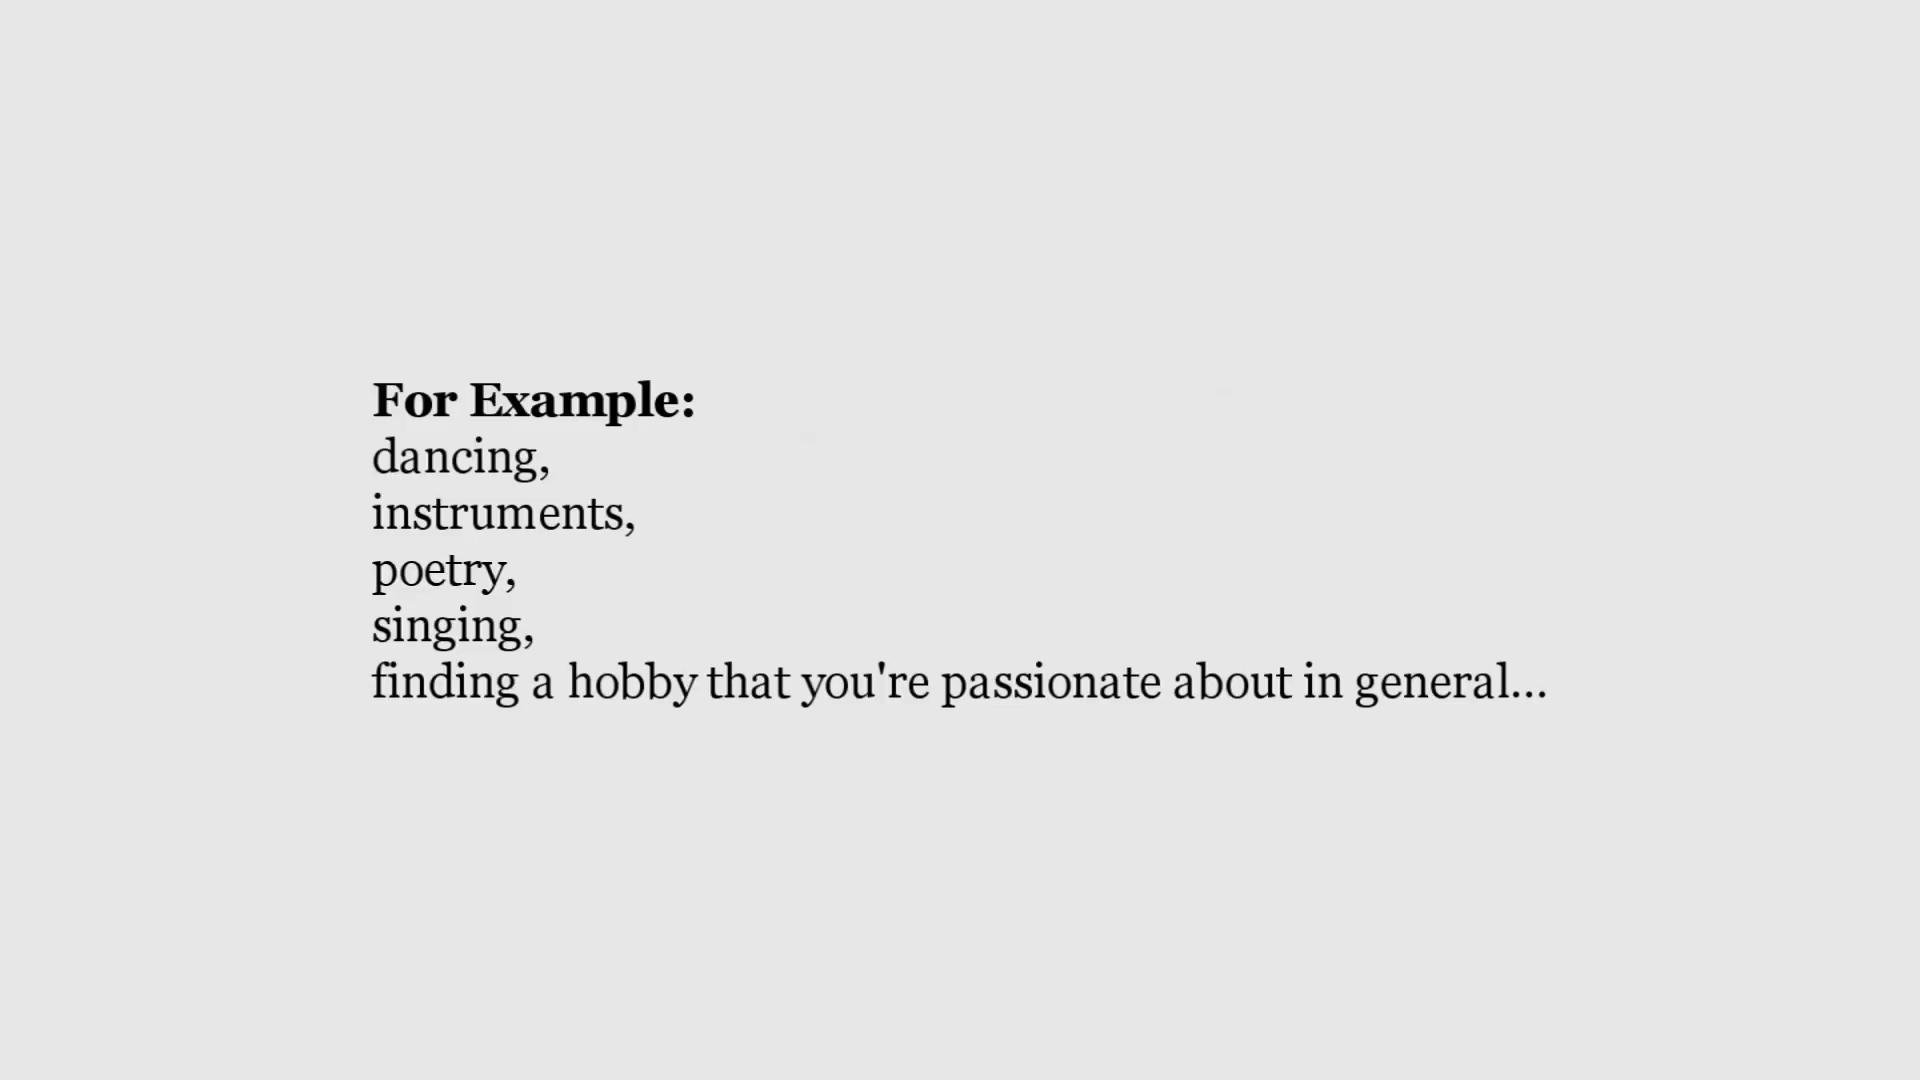 For Example:
dancing,
instruments,
poetry,
singing,
finding a hobby that you're passionate about in general...